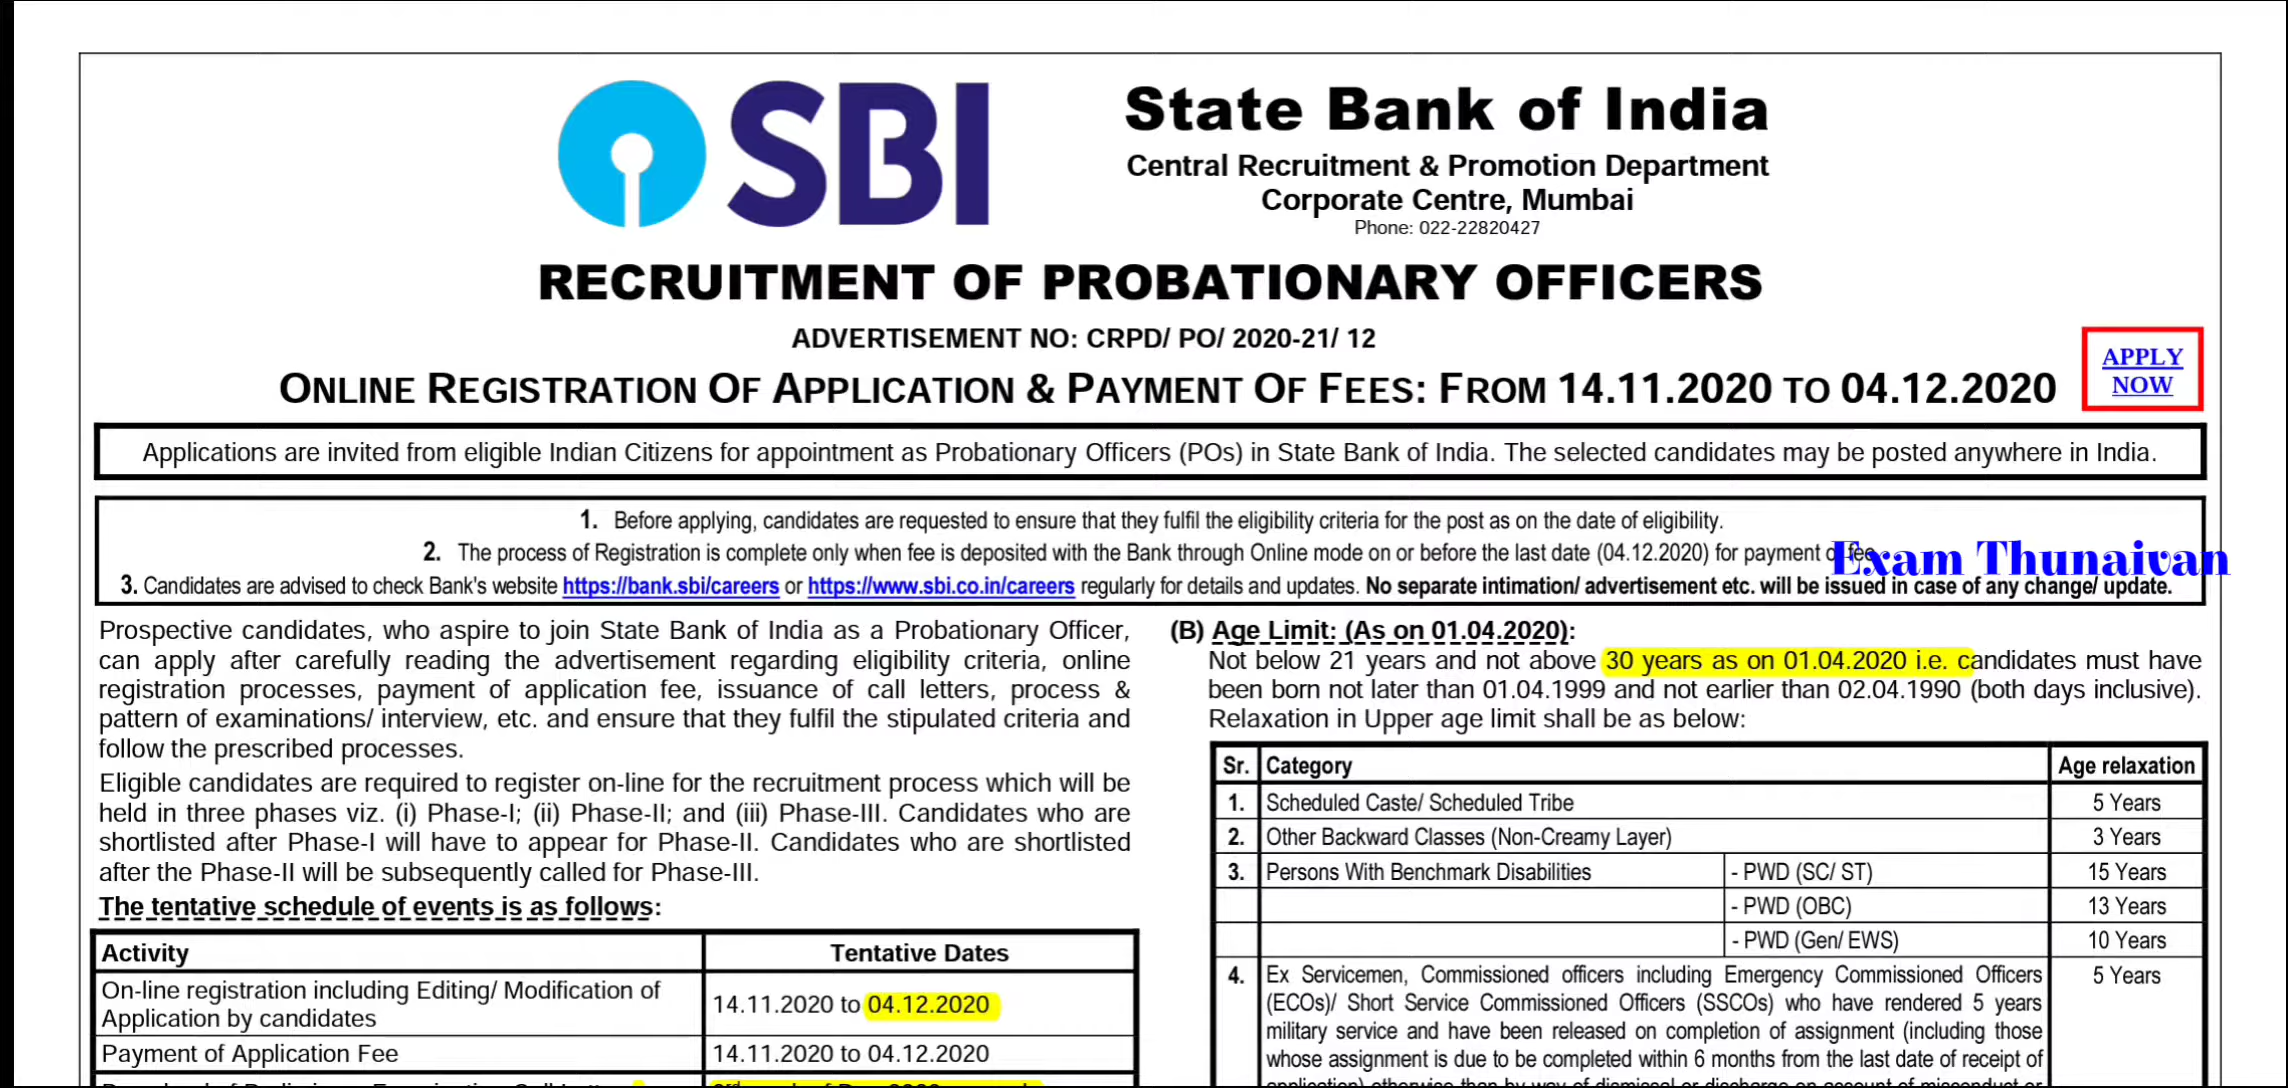 SBI
State Bank of India
Central Recruitment & Promotion Department
Corporate Centre, Mumbai
Phone: 022-22820427
RECRUITMENT OF PROBATIONARY OFFICERS
ADVERTISEMENT NO: CRPD/ PO/ 2020-21/ 12
ONLINE REGISTRATION OF APPLICATION & PAYMENT OF FEES: FROM 14.11.2020 TO 04.12.2020
APPLY
NOW
Applications are invited from eligible Indian Citizens for appointment as Probationary Officers (POs) in State Bank of India. The selected candidates may be posted anywhere in India.
1. Before applying, candidates are requested to ensure that they fulfil the eligibility criteria for the post as on the date of eligibility.
2. The process of Registration is complete only when fee is deposited with the Bank through Online mode on or before the last date (04.12.2020) for payment of fee
Exam Thunaivan
3. Candidates are advised to check Bank's website https://bank.sbi/careers or https://www.sbi.co.in/careers regularly for details and updates. No separate intimation/ advertisement etc. will be issued in case of any change/ update.
Prospective candidates, who aspire to join State Bank of India as a Probationary Officer,
can apply after carefully reading the advertisement regarding eligibility criteria, online
registration processes, payment of application fee, issuance of call letters, process &
pattern of examinations/ interview, etc. and ensure that they fulfil the stipulated criteria and
follow the prescribed processes.
Eligible candidates are required to register on-line for the recruitment process which will be
held in three phases viz. (i) Phase-I; (ii) Phase-II; and (iii) Phase-III. Candidates who are
shortlisted after Phase-I will have to appear for Phase-II. Candidates who are shortlisted
after the Phase-II will be subsequently called for Phase-III.
The tentative schedule of events is as follows:
Activity Tentative Dates
On-line registration including Editing/ Modification of
Application by candidates 14.11.2020 to 04.12.2020
Payment of Application Fee 14.11.2020 to 04.12.2020
(B) Age Limit: (As on 01.04.2020):
Not below 21 years and not above 30 years as on 01.04.2020 i.e. candidates must have
been born not later than 01.04.1999 and not earlier than 02.04.1990 (both days inclusive).
Relaxation in Upper age limit shall be as below:
Sr. Category Age relaxation
1. Scheduled Caste/ Scheduled Tribe 5 Years
2. Other Backward Classes (Non-Creamy Layer) 3 Years
3. Persons With Benchmark Disabilities - PWD (SC/ ST) 15 Years
- PWD (OBC) 13 Years
- PWD (Gen/ EWS) 10 Years
4. Ex Servicemen, Commissioned officers including Emergency Commissioned Officers 5 Years
(ECOs)/ Short Service Commissioned Officers (SSCOs) who have rendered 5 years
military service and have been released on completion of assignment (including those
whose assignment is due to be completed within 6 months from the last date of receipt of